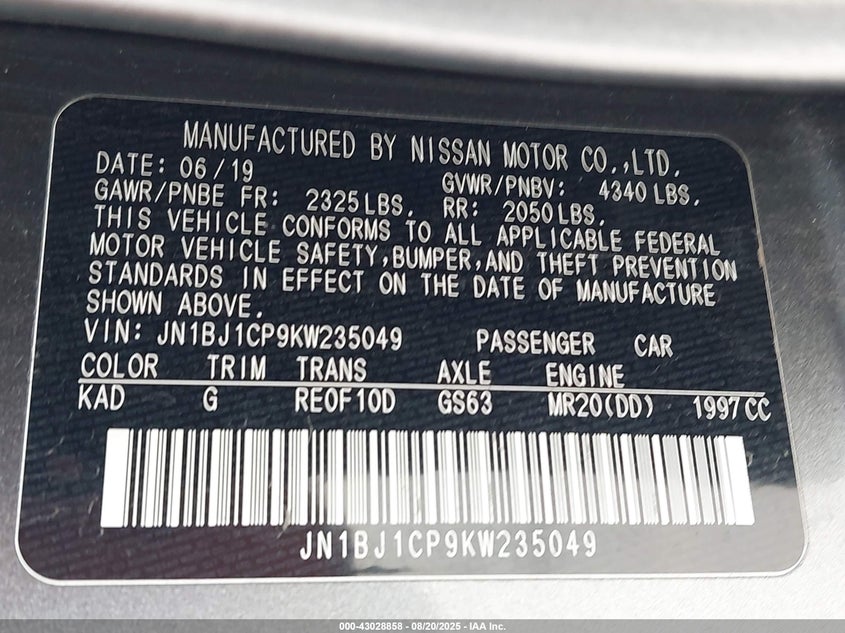 MANUFACTURED BY NISSAN MOTOR CO.,LTD.
DATE: 06/19 GVWR/PNBV: 4340 LBS.
GAWR/PNBE FR: 2325 LBS. RR: 2050 LBS.
THIS VEHICLE CONFORMS TO ALL APPLICABLE FEDERAL
MOTOR VEHICLE SAFETY,BUMPER,AND THEFT PREVENTION
STANDARDS IN EFFECT ON THE DATE OF MANUFACTURE
SHOWN ABOVE.
VIN: JN1BJ1CP9KW235049 PASSENGER CAR
COLOR TRIM TRANS AXLE ENGINE
KAD G RE0F10D GS63 MR20(DD) 1997 CC
JN1BJ1CP9KW235049
000-43028858 - 08/20/2025 - IAA Inc.